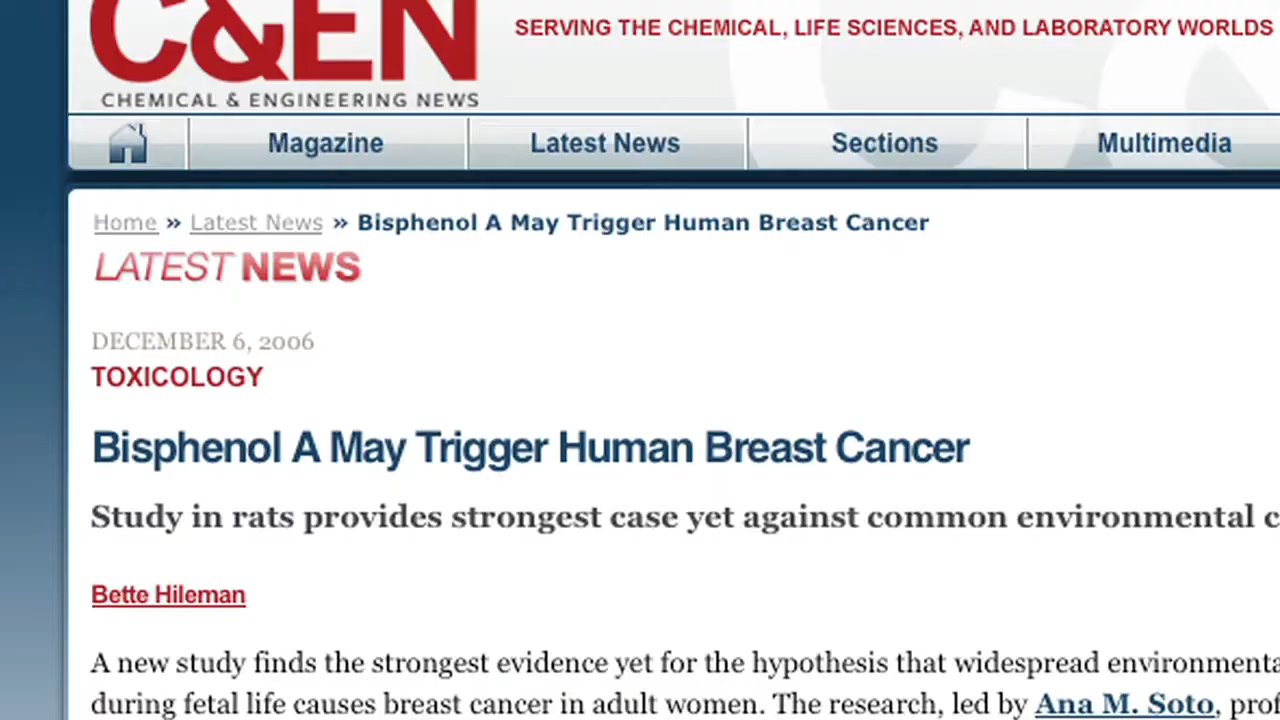 C&EN
SERVING THE CHEMICAL, LIFE SCIENCES, AND LABORATORY WORLDS
CHEMICAL & ENGINEERING NEWS
Magazine
Latest News
Sections
Multimedia
Home » Latest News » Bisphenol A May Trigger Human Breast Cancer
LATEST NEWS
DECEMBER 6, 2006
TOXICOLOGY
Bisphenol A May Trigger Human Breast Cancer
Study in rats provides strongest case yet against common environmental
Bette Hileman
A new study finds the strongest evidence yet for the hypothesis that widespread
during fetal life causes breast cancer in adult women. The research, led by Ana M. Soto,